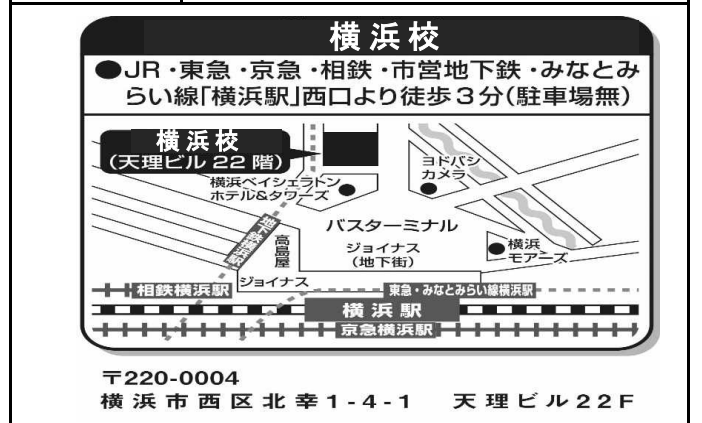 横浜校
●JR・東急・京急・相鉄・市営地下鉄・みなとみ
らい線「横浜駅」西口より徒歩3分(駐車場無)
横浜校
(天理ビル22階)
ヨドバシ
カメラ
横浜ベイシェラトン
ホテル&タワーズ
バスターミナル
地下鉄横浜駅
高島屋
ジョイナス
(地下街)
横浜
モアーズ
ジョイナス
相鉄横浜駅
東急・みなとみらい線横浜駅
横浜駅
京急横浜駅
〒220-0004
横浜市西区北幸1-4-1 天理ビル22F